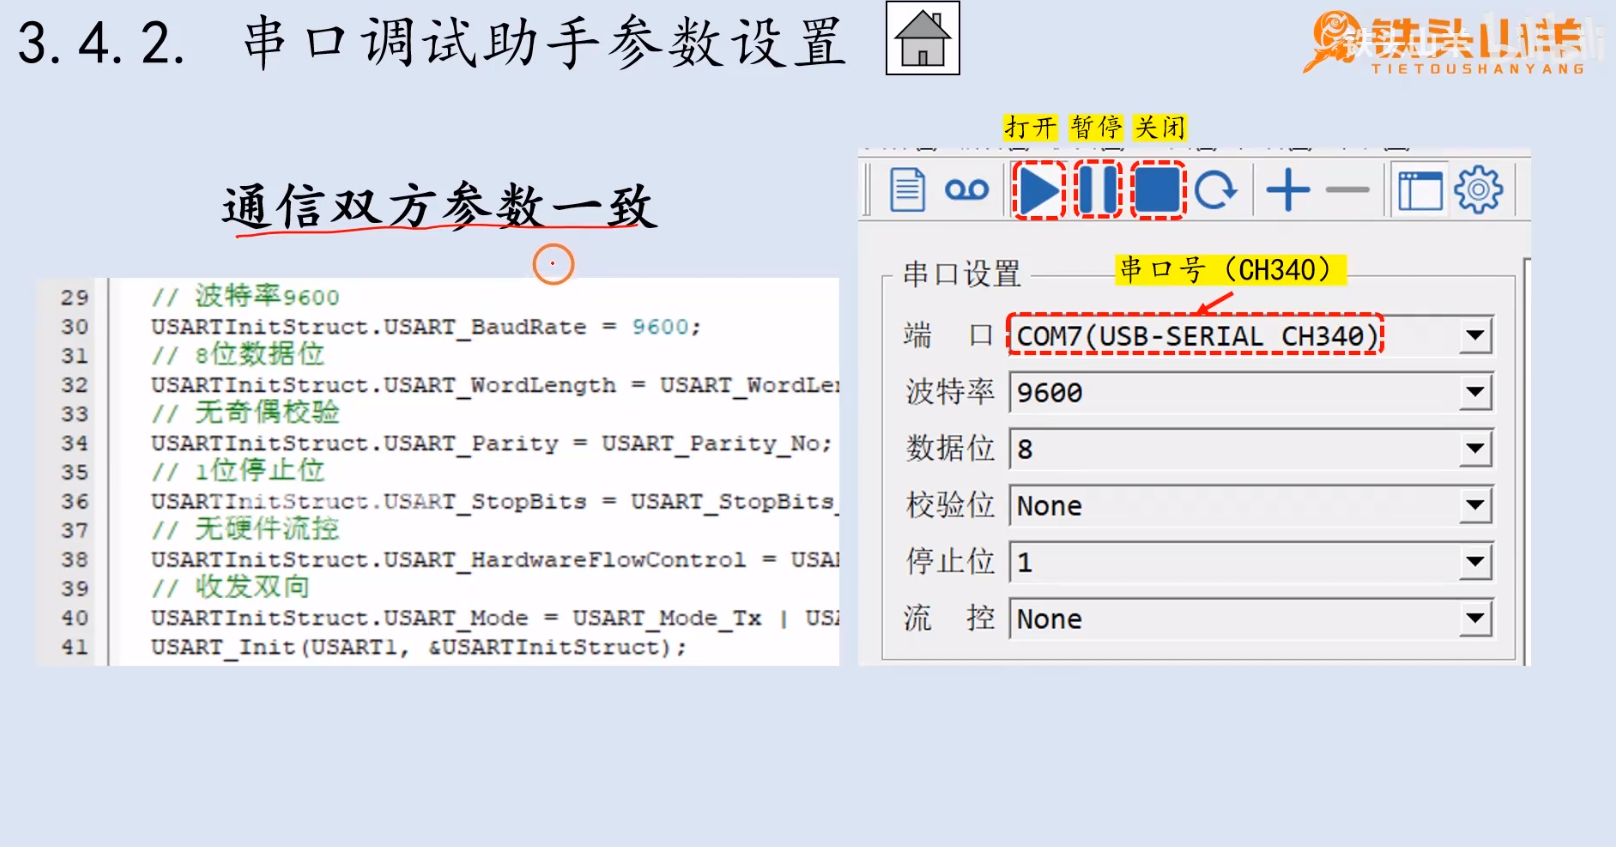 3.4.2. 串口调试助手参数设置
铁头山羊
TIETOUSHANYANG
打开 暂停 关闭
通信双方参数一致
29 // 波特率9600
30 USARTInitStruct.USART_BaudRate = 9600;
31 // 8位数据位
32 USARTInitStruct.USART_WordLength = USART_WordLen
33 // 无奇偶校验
34 USARTInitStruct.USART_Parity = USART_Parity_No;
35 // 1位停止位
36 USARTInitStruct.USART_StopBits = USART_StopBits_
37 // 无硬件流控
38 USARTInitStruct.USART_HardwareFlowControl = USA
39 // 收发双向
40 USARTInitStruct.USART_Mode = USART_Mode_Tx | USA
41 USART_Init(USART1, &USARTInitStruct);
串口设置
串口号（CH340）
端 口 COM7(USB-SERIAL CH340)
波特率 9600
数据位 8
校验位 None
停止位 1
流 控 None